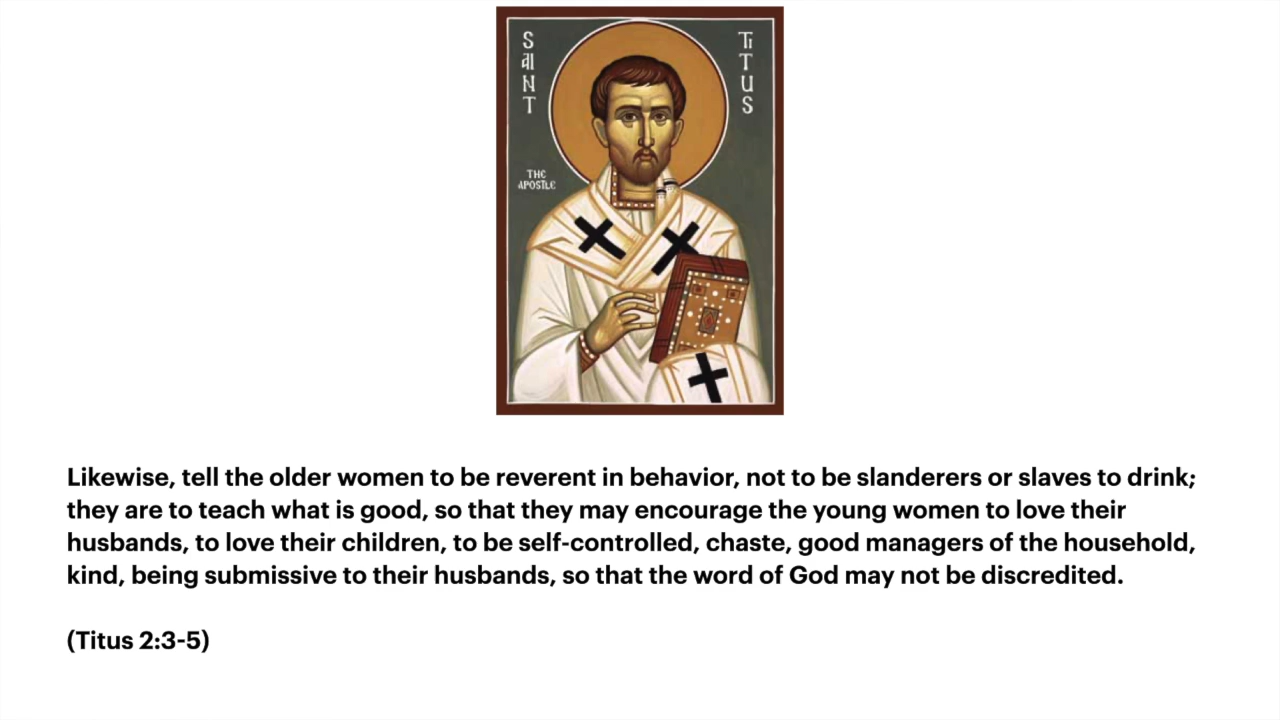 SAINT
TITUS
THE
APOSTLE
Likewise, tell the older women to be reverent in behavior, not to be slanderers or slaves to drink;
they are to teach what is good, so that they may encourage the young women to love their
husbands, to love their children, to be self-controlled, chaste, good managers of the household,
kind, being submissive to their husbands, so that the word of God may not be discredited.
(Titus 2:3-5)